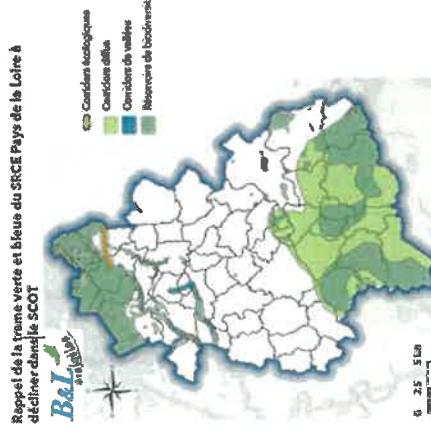 Rappel de la trame verte et bleue du SRCE Pays de la Loire à
décliner dans le SCOT
B&L
Corridors écologiques
Corridors diffus
Corridors de vallées
Réservoirs de biodiversité
0 2.5 5 km